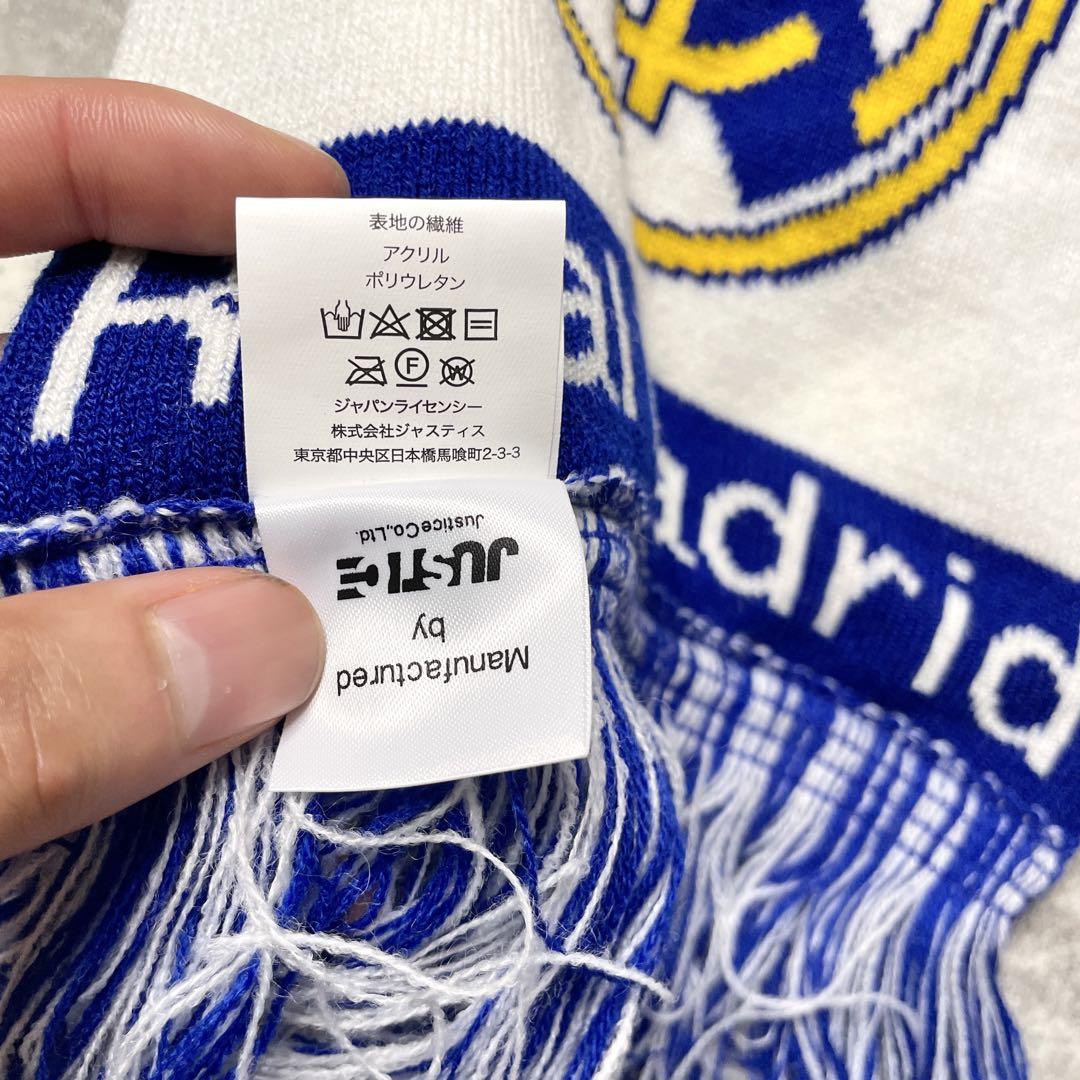 表地の繊維
アクリル
ポリウレタン
F W
ジャパンライセンシー
株式会社ジャスティス
東京都中央区日本橋馬喰町2-3-3
Manufactured
by
JUSTICE
JusticeCo.,Ltd.
adrid